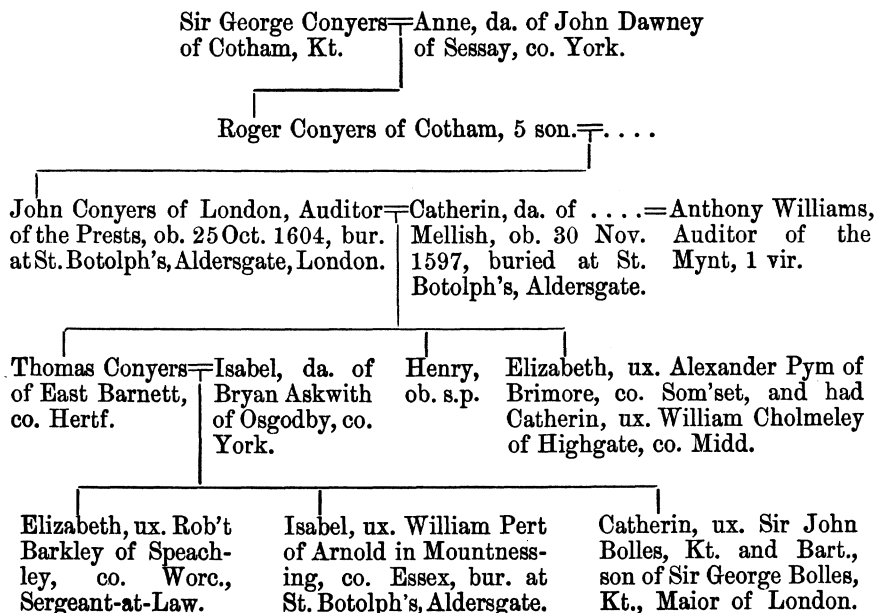 Sir George Conyers
of Cotham, Kt.
Anne, da. of John Dawney
of Sessay, co. York.
Roger Conyers of Cotham, 5 son. = . . . .
John Conyers of London, Auditor
of the Prests, ob. 25 Oct. 1604, bur.
at St. Botolph's, Aldersgate, London.
Catherin, da. of . . . . =
Mellish, ob. 30 Nov.
1597, buried at St.
Botolph's, Aldersgate.
Anthony Williams,
Auditor of the
Mynt, 1 vir.
Thomas Conyers
of East Barnett,
co. Hertf.
Isabel, da. of
Bryan Askwith
of Osgodby, co.
York.
Henry,
ob. s.p.
Elizabeth, ux. Alexander Pym of
Brimore, co. Som'set, and had
Catherin, ux. William Cholmeley
of Highgate, co. Midd.
Elizabeth, ux. Rob't
Barkley of Speach-
ley, co. Worc.,
Sergeant-at-Law.
Isabel, ux. William Pert
of Arnold in Mountness-
ing, co. Essex, bur. at
St. Botolph's, Aldersgate.
Catherin, ux. Sir John
Bolles, Kt. and Bart.,
son of Sir George Bolles,
Kt., Maior of London.